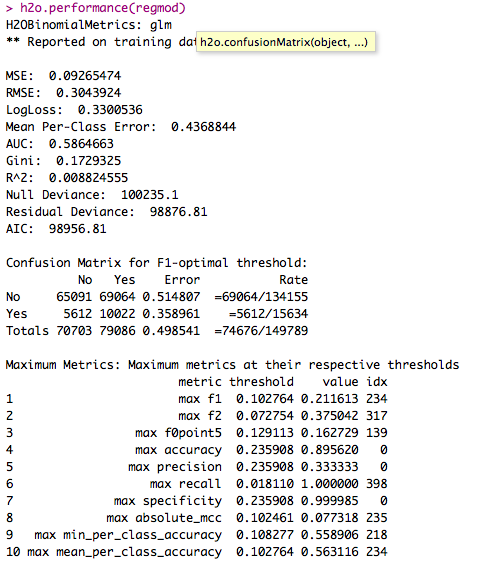 > h2o.performance(regmod)
H2OBinomialMetrics: glm
** Reported on training
h2o.confusionMatrix(object, ...)
MSE:  0.09265474
RMSE:  0.3043924
LogLoss:  0.3300536
Mean Per-Class Error:  0.4368844
AUC:  0.5864663
Gini:  0.1729325
R^2:  0.008824555
Null Deviance:  100235.1
Residual Deviance:  98876.81
AIC:  98956.81
Confusion Matrix for F1-optimal threshold:
No Yes Error Rate
No 65091 69064 0.514807 =69064/134155
Yes 5612 10022 0.358961 =5612/15634
Totals 70703 79086 0.498541 =74676/149789
Maximum Metrics: Maximum metrics at their respective thresholds
metric threshold value idx
1 max f1 0.102764 0.211613 234
2 max f2 0.072754 0.375042 317
3 max f0point5 0.129113 0.162729 139
4 max accuracy 0.235908 0.895620 0
5 max precision 0.235908 0.333333 0
6 max recall 0.018110 1.000000 398
7 max specificity 0.235908 0.999985 0
8 max absolute_mcc 0.102461 0.077318 235
9 max min_per_class_accuracy 0.108277 0.558906 218
10 max mean_per_class_accuracy 0.102764 0.563116 234